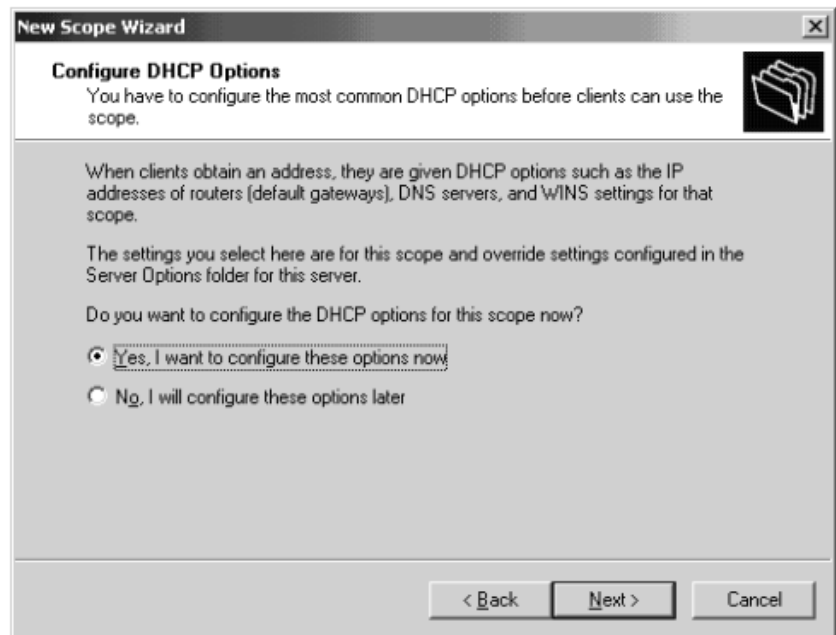 New Scope Wizard
Configure DHCP Options
You have to configure the most common DHCP options before clients can use the
scope.
When clients obtain an address, they are given DHCP options such as the IP
addresses of routers (default gateways), DNS servers, and WINS settings for that
scope.
The settings you select here are for this scope and override settings configured in the
Server Options folder for this server.
Do you want to configure the DHCP options for this scope now?
Yes, I want to configure these options now
No, I will configure these options later
< Back
Next >
Cancel